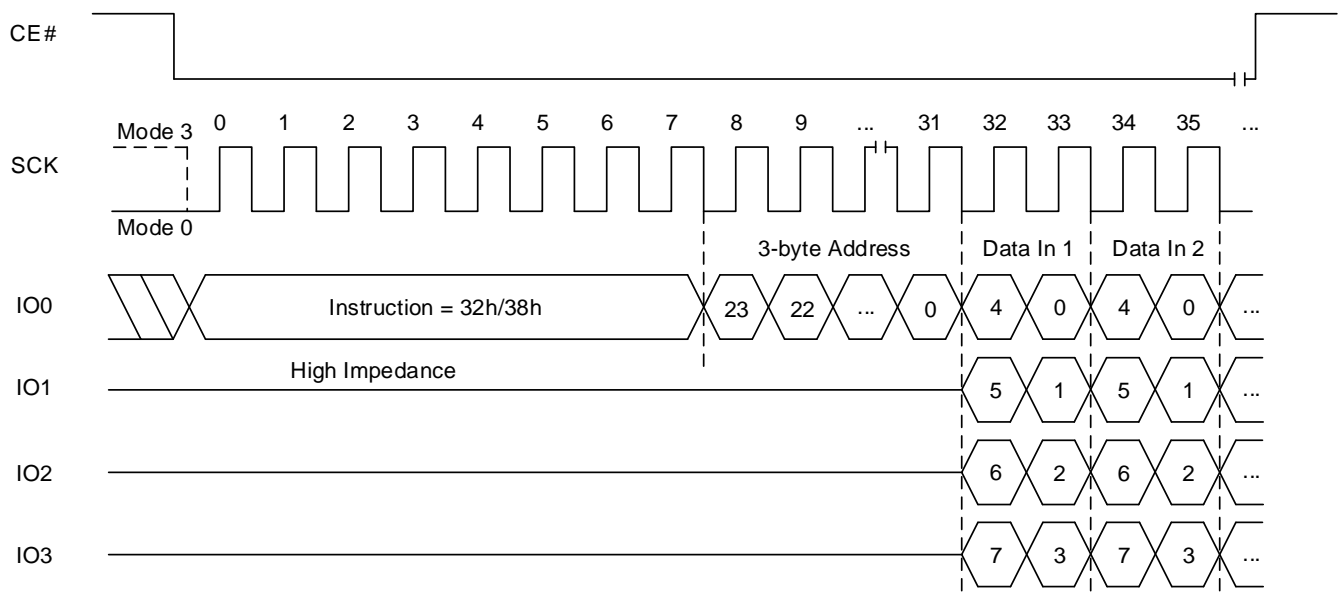 CE#
Mode 3 0 1 2 3 4 5 6 7 8 9 ... 31 32 33 34 35 ...
SCK
Mode 0
3-byte Address Data In 1 Data In 2
IO0 Instruction = 32h/38h 23 22 ... 0 4 0 4 0 ...
High Impedance
IO1 5 1 5 1 ...
IO2 6 2 6 2 ...
IO3 7 3 7 3 ...